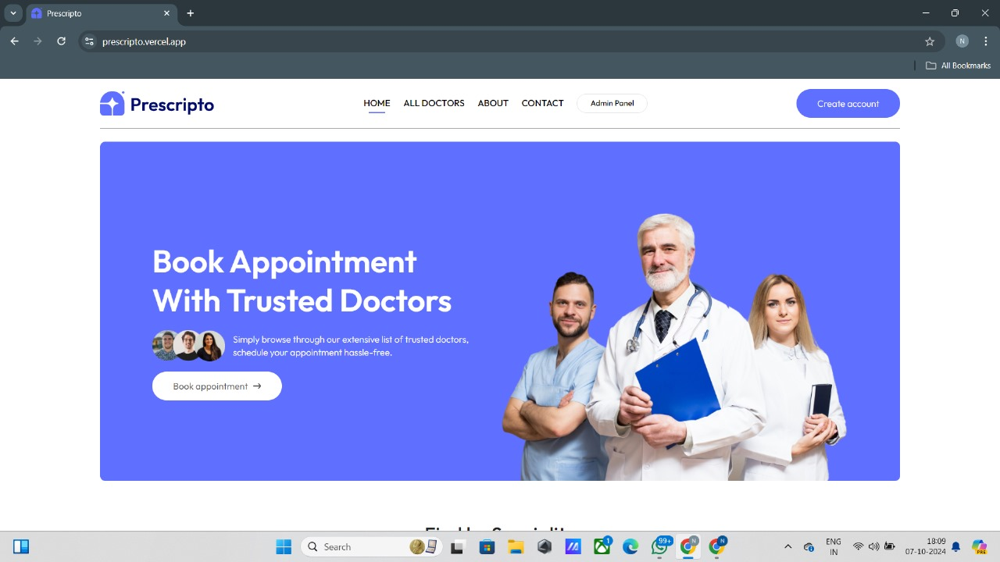 Prescripto
prescripto.vercel.app
N
All Bookmarks
Prescripto
HOME
ALL DOCTORS
ABOUT
CONTACT
Admin Panel
Create account
Book Appointment
With Trusted Doctors
Simply browse through our extensive list of trusted doctors,
schedule your appointment hassle-free.
Book appointment →
Search
1
99+
N
N
ENG
IN
18:09
07-10-2024
PRE